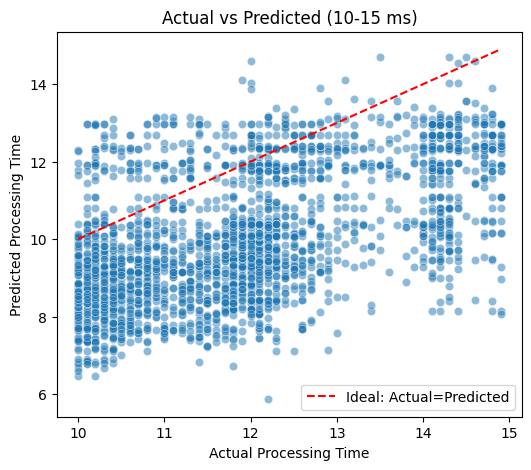 Actual vs Predicted (10-15 ms)
Predicted Processing Time
14
12
10
8
6
Ideal: Actual=Predicted
10 11 12 13 14 15
Actual Processing Time